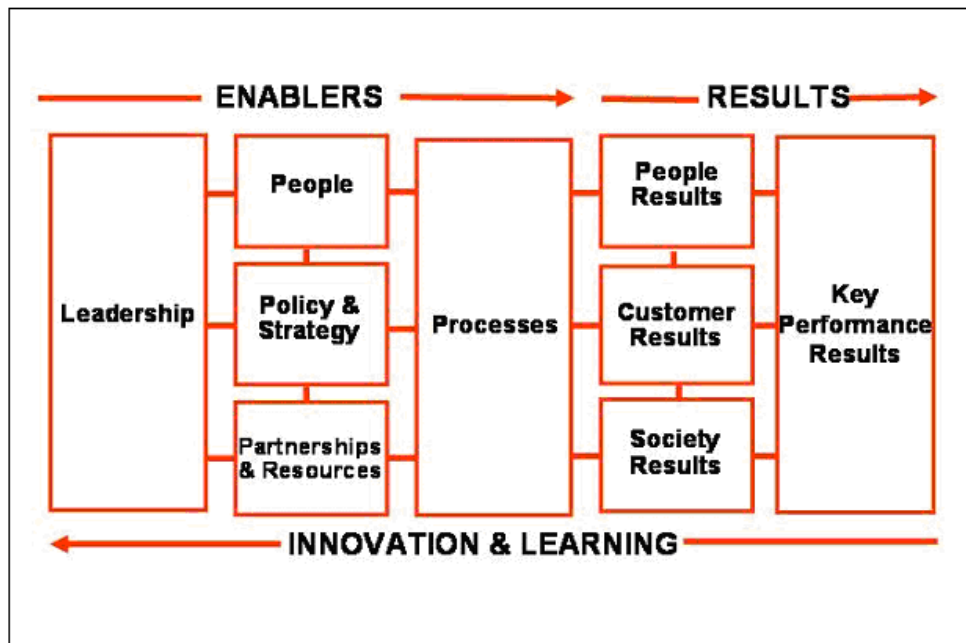 ENABLERS
RESULTS
Leadership
People
Policy &
Strategy
Partnerships
& Resources
Processes
People
Results
Customer
Results
Society
Results
Key
Performance
Results
INNOVATION & LEARNING